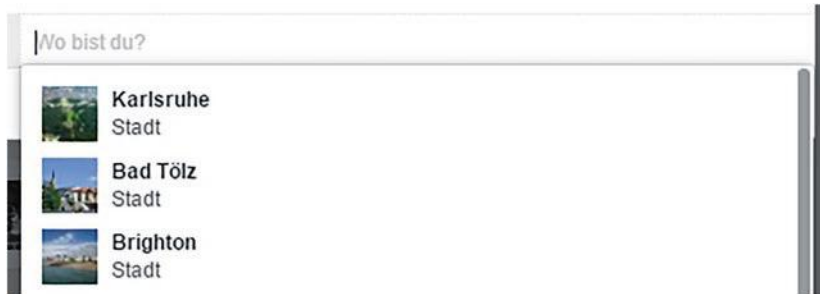 Wo bist du?
Karlsruhe
Stadt
Bad Tölz
Stadt
Brighton
Stadt